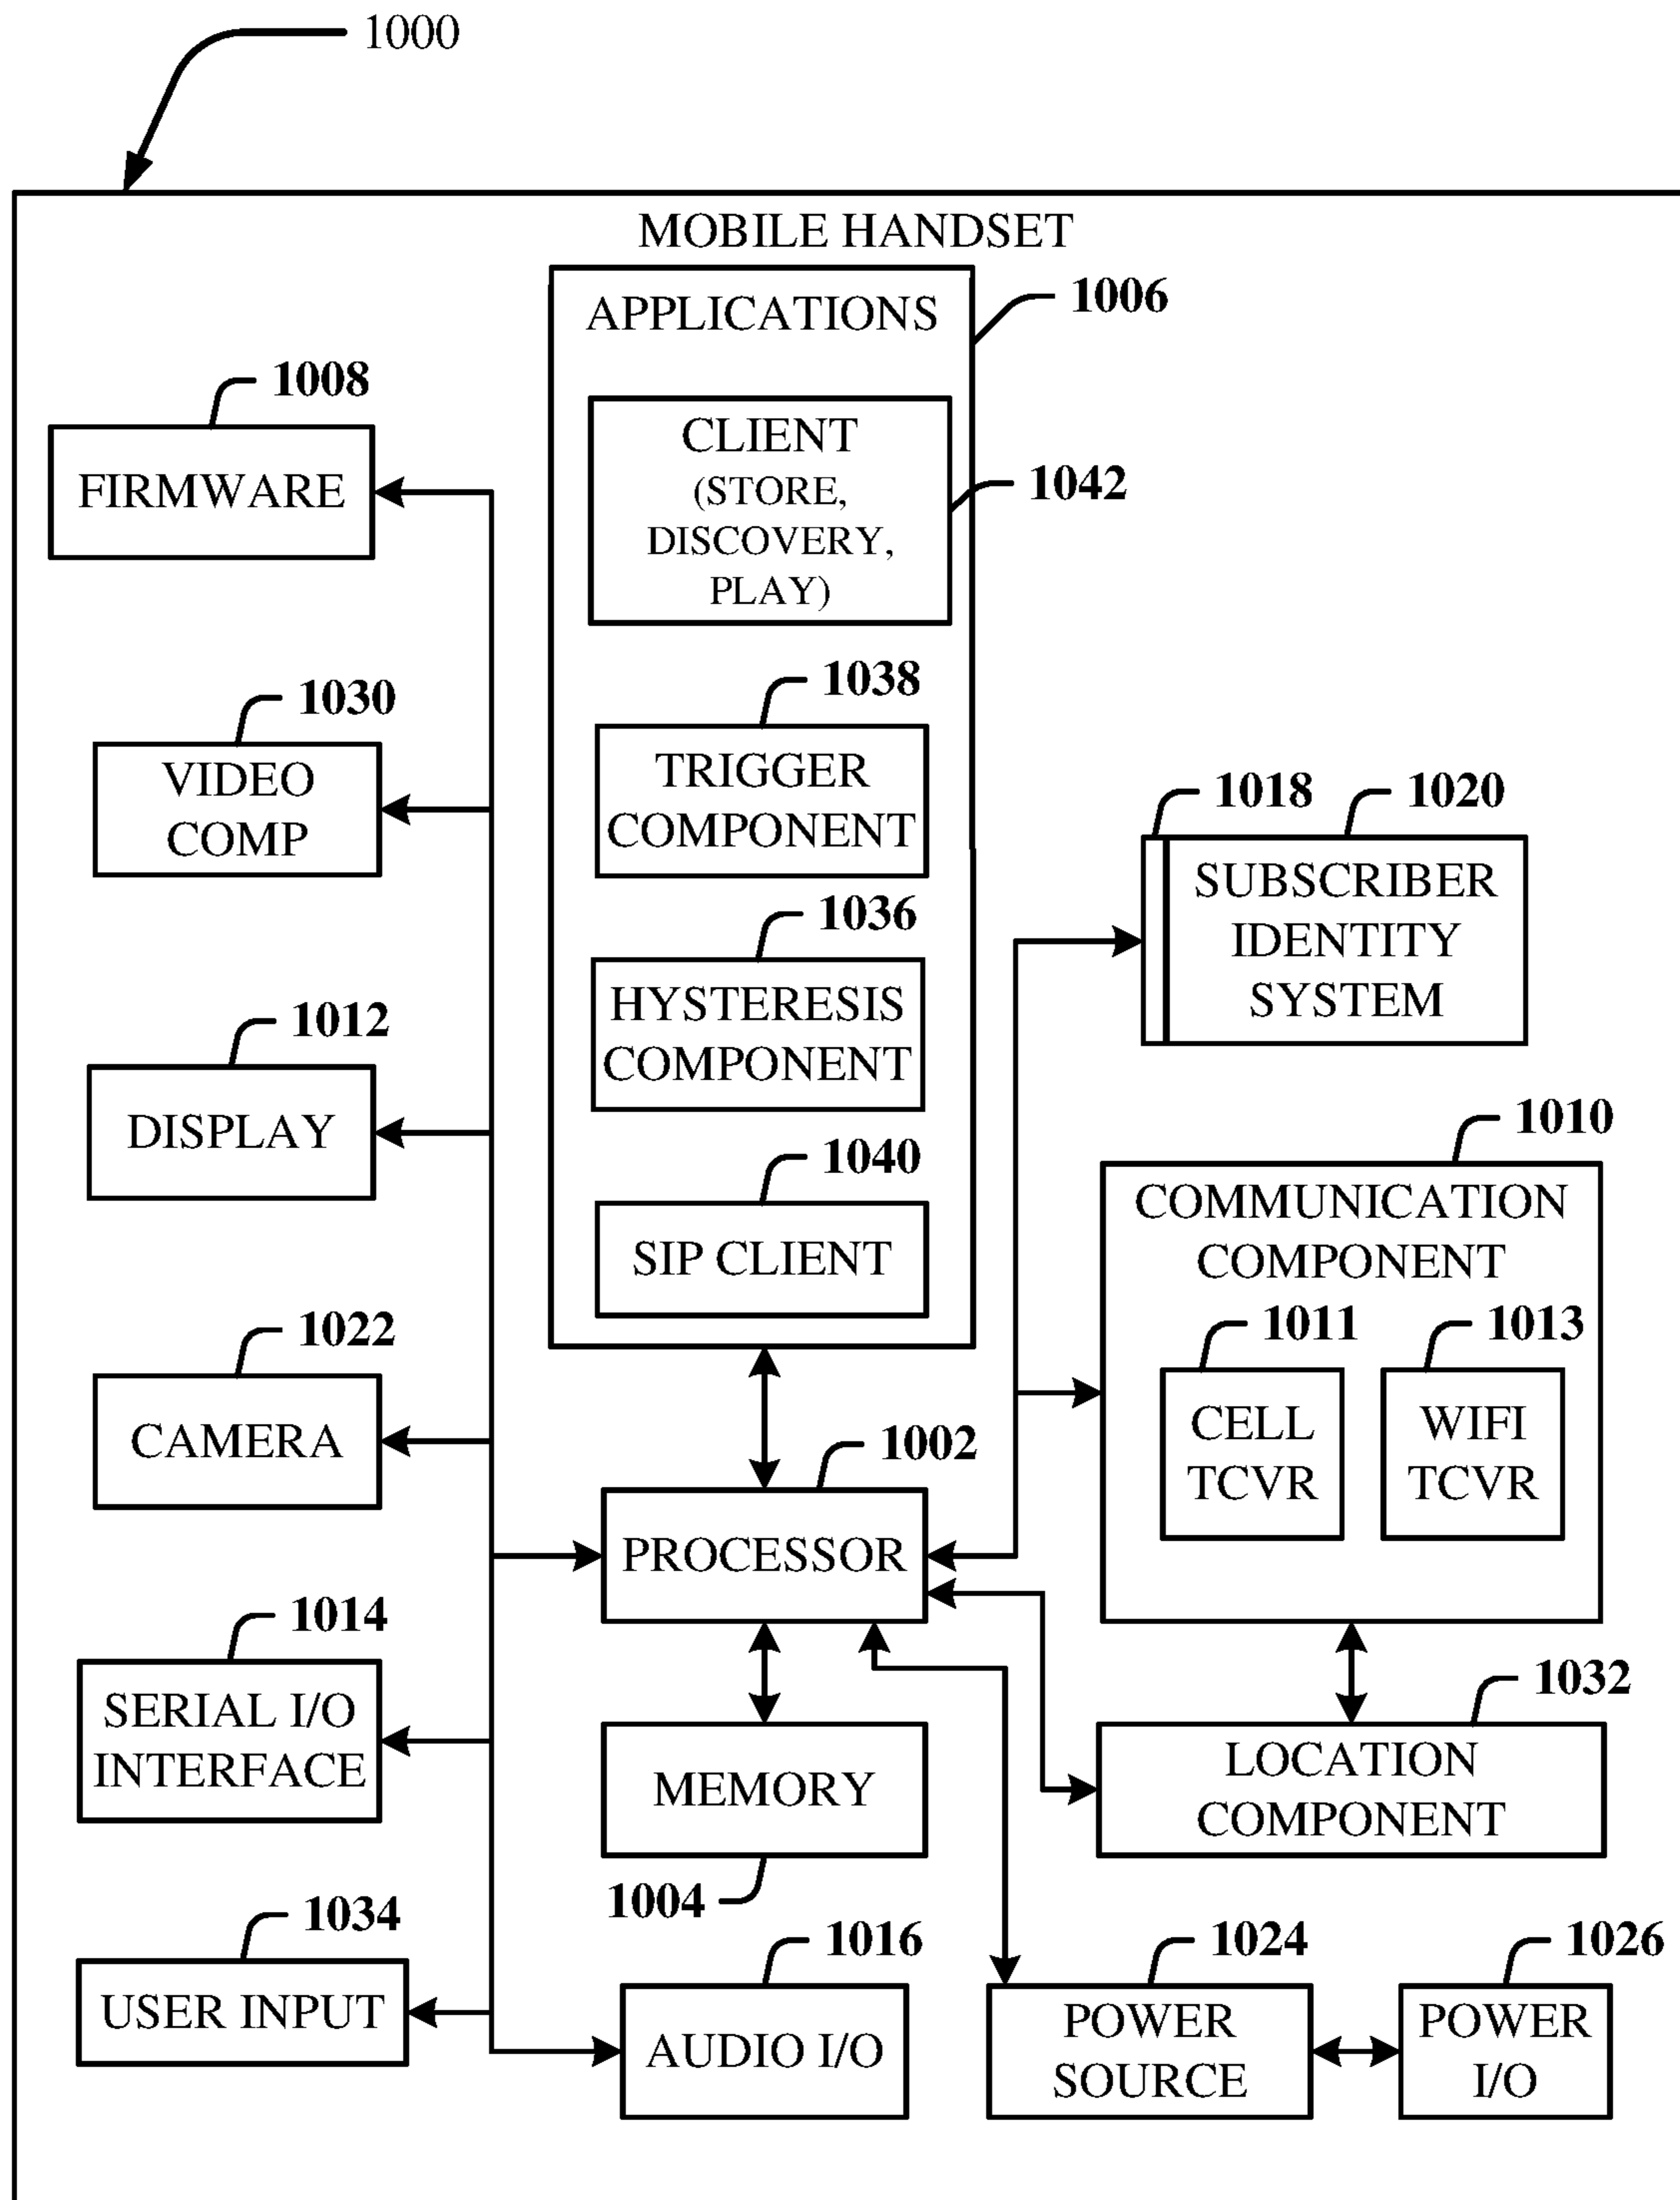 1000
MOBILE HANDSET
APPLICATIONS
1006
CLIENT
(STORE,
DISCOVERY,
PLAY)
1042
1038
TRIGGER
COMPONENT
1036
HYSTERESIS
COMPONENT
1040
SIP CLIENT
1008
FIRMWARE
1030
VIDEO
COMP
1012
DISPLAY
1022
CAMERA
1014
SERIAL I/O
INTERFACE
1034
USER INPUT
1002
PROCESSOR
MEMORY
1004
1016
AUDIO I/O
1018
1020
SUBSCRIBER
IDENTITY
SYSTEM
1010
COMMUNICATION
COMPONENT
1011
CELL
TCVR
1013
WIFI
TCVR
1032
LOCATION
COMPONENT
1024
POWER
SOURCE
1026
POWER
I/O